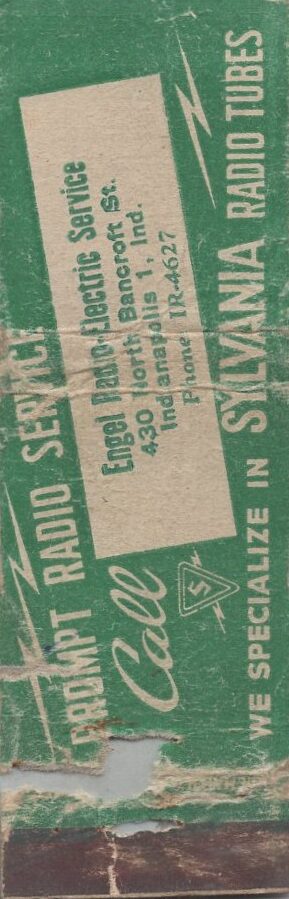 PROMPT RADIO SERVICE
Call
Engel Radio-Electric Service
430 North Bancroft St.
Indianapolis 1, Ind.
Phone IR-4627
S
WE SPECIALIZE IN SYLVANIA RADIO TUBES